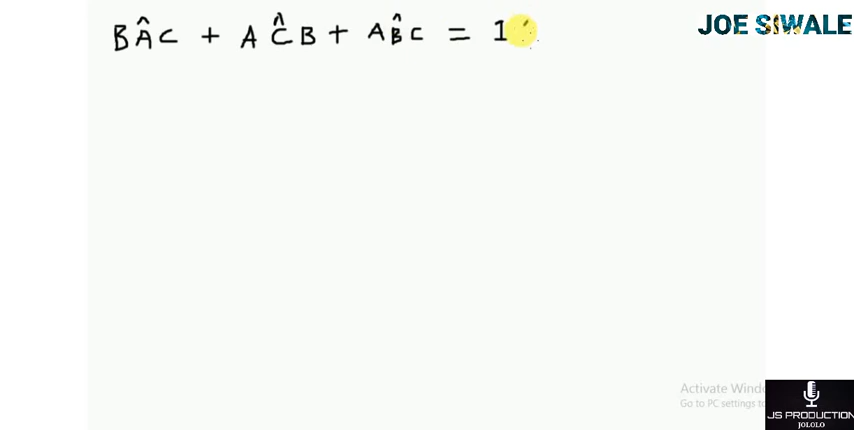 BÂC + AĈB + AB̂C = 1
JOE SIWALE
Activate Wind
Go to PC settings to
JS PRODUCTION
JOLOLO